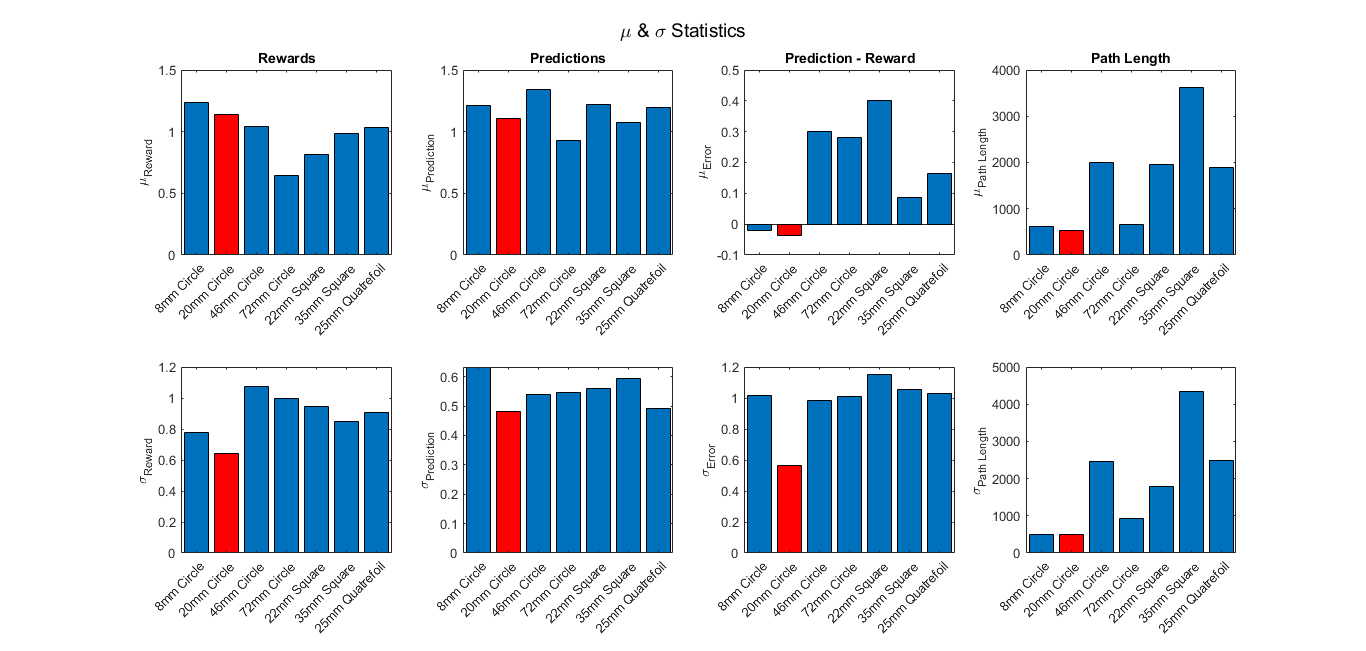 μ & σ Statistics
Rewards
μReward
1.5
1
0.5
0
8mm Circle
20mm Circle
46mm Circle
72mm Circle
22mm Square
35mm Square
25mm Quatrefoil
Predictions
μPrediction
1.5
1
0.5
0
8mm Circle
20mm Circle
46mm Circle
72mm Circle
22mm Square
35mm Square
25mm Quatrefoil
Prediction - Reward
μError
0.5
0.4
0.3
0.2
0.1
0
-0.1
8mm Circle
20mm Circle
46mm Circle
72mm Circle
22mm Square
35mm Square
25mm Quatrefoil
Path Length
μPath Length
4000
3000
2000
1000
0
8mm Circle
20mm Circle
46mm Circle
72mm Circle
22mm Square
35mm Square
25mm Quatrefoil
σReward
1.2
1
0.8
0.6
0.4
0.2
0
8mm Circle
20mm Circle
46mm Circle
72mm Circle
22mm Square
35mm Square
25mm Quatrefoil
σPrediction
0.6
0.5
0.4
0.3
0.2
0.1
0
8mm Circle
20mm Circle
46mm Circle
72mm Circle
22mm Square
35mm Square
25mm Quatrefoil
σError
1.2
1
0.8
0.6
0.4
0.2
0
8mm Circle
20mm Circle
46mm Circle
72mm Circle
22mm Square
35mm Square
25mm Quatrefoil
σPath Length
5000
4000
3000
2000
1000
0
8mm Circle
20mm Circle
46mm Circle
72mm Circle
22mm Square
35mm Square
25mm Quatrefoil